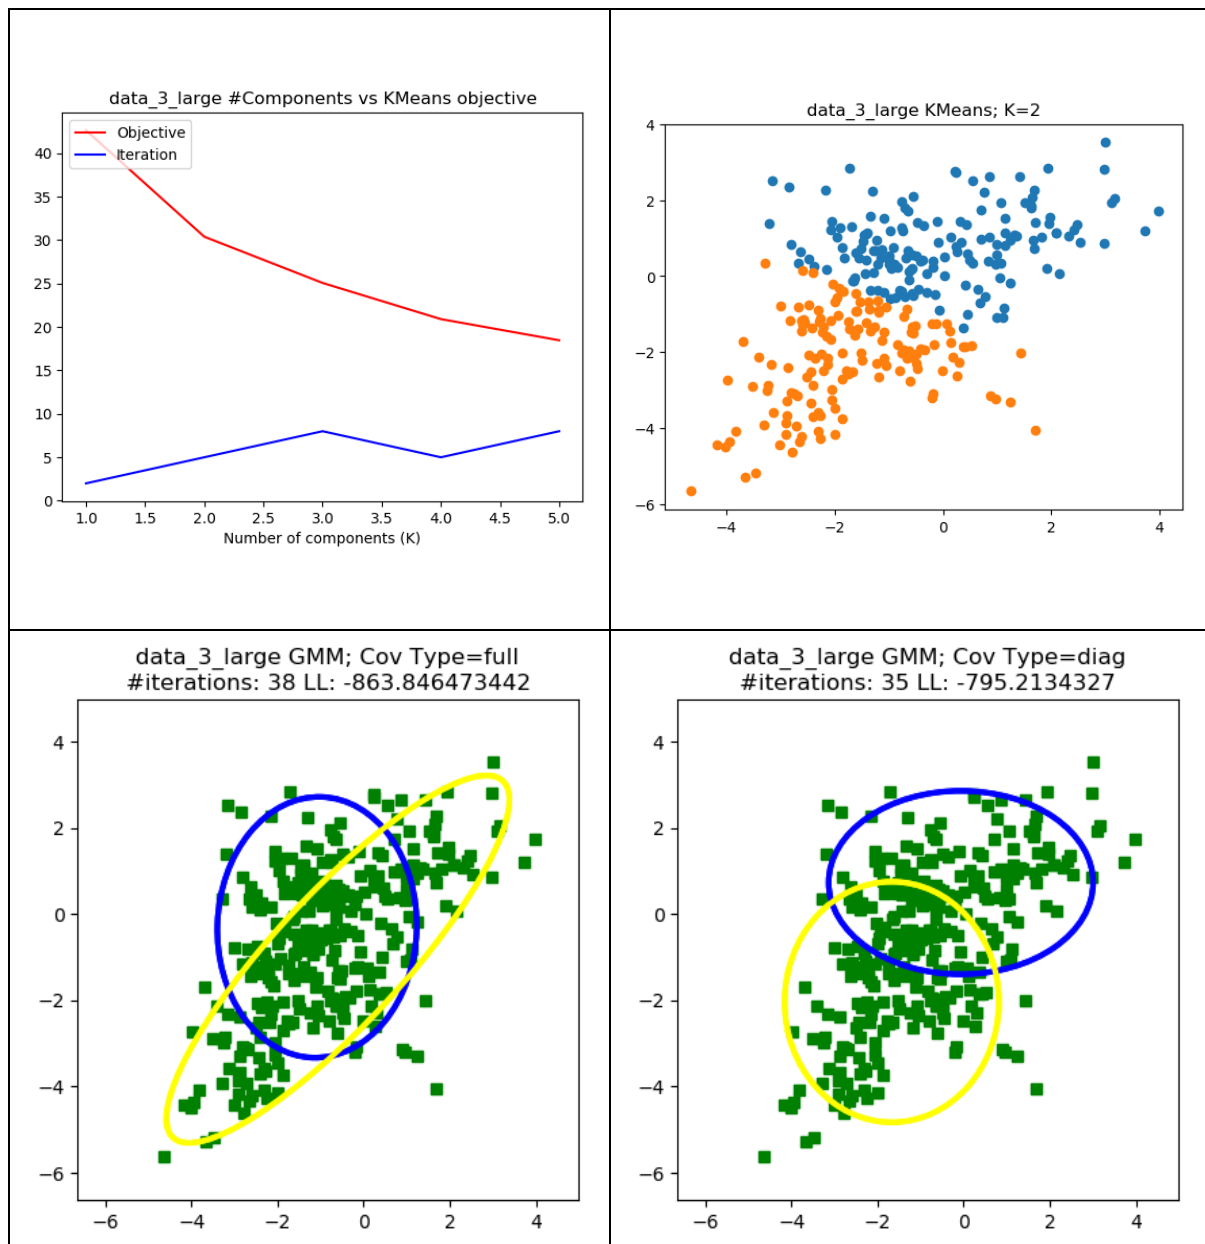 data_3_large #Components vs KMeans objective
Objective
Iteration
40
35
30
25
20
15
10
5
0
1.0 1.5 2.0 2.5 3.0 3.5 4.0 4.5 5.0
Number of components (K)
data_3_large KMeans; K=2
4
2
0
−2
−4
−6
−4 −2 0 2 4
data_3_large GMM; Cov Type=full
#iterations: 38 LL: -863.846473442
4
2
0
−2
−4
−6
−6 −4 −2 0 2 4
data_3_large GMM; Cov Type=diag
#iterations: 35 LL: -795.2134327
4
2
0
−2
−4
−6
−6 −4 −2 0 2 4